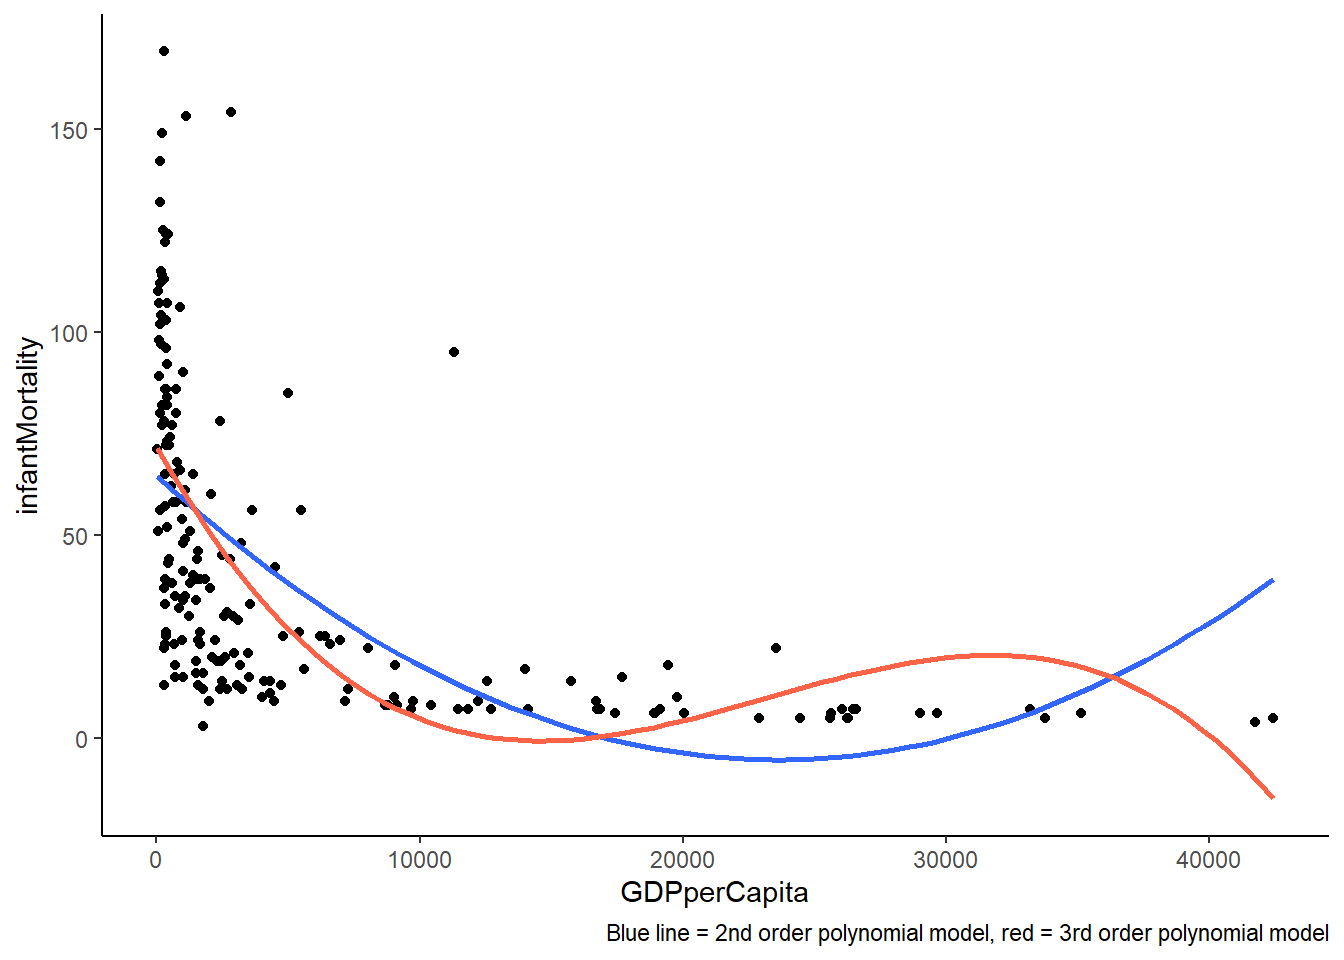 150
100
50
0
infantMortality
0 10000 20000 30000 40000
GDPperCapita
Blue line = 2nd order polynomial model, red = 3rd order polynomial model